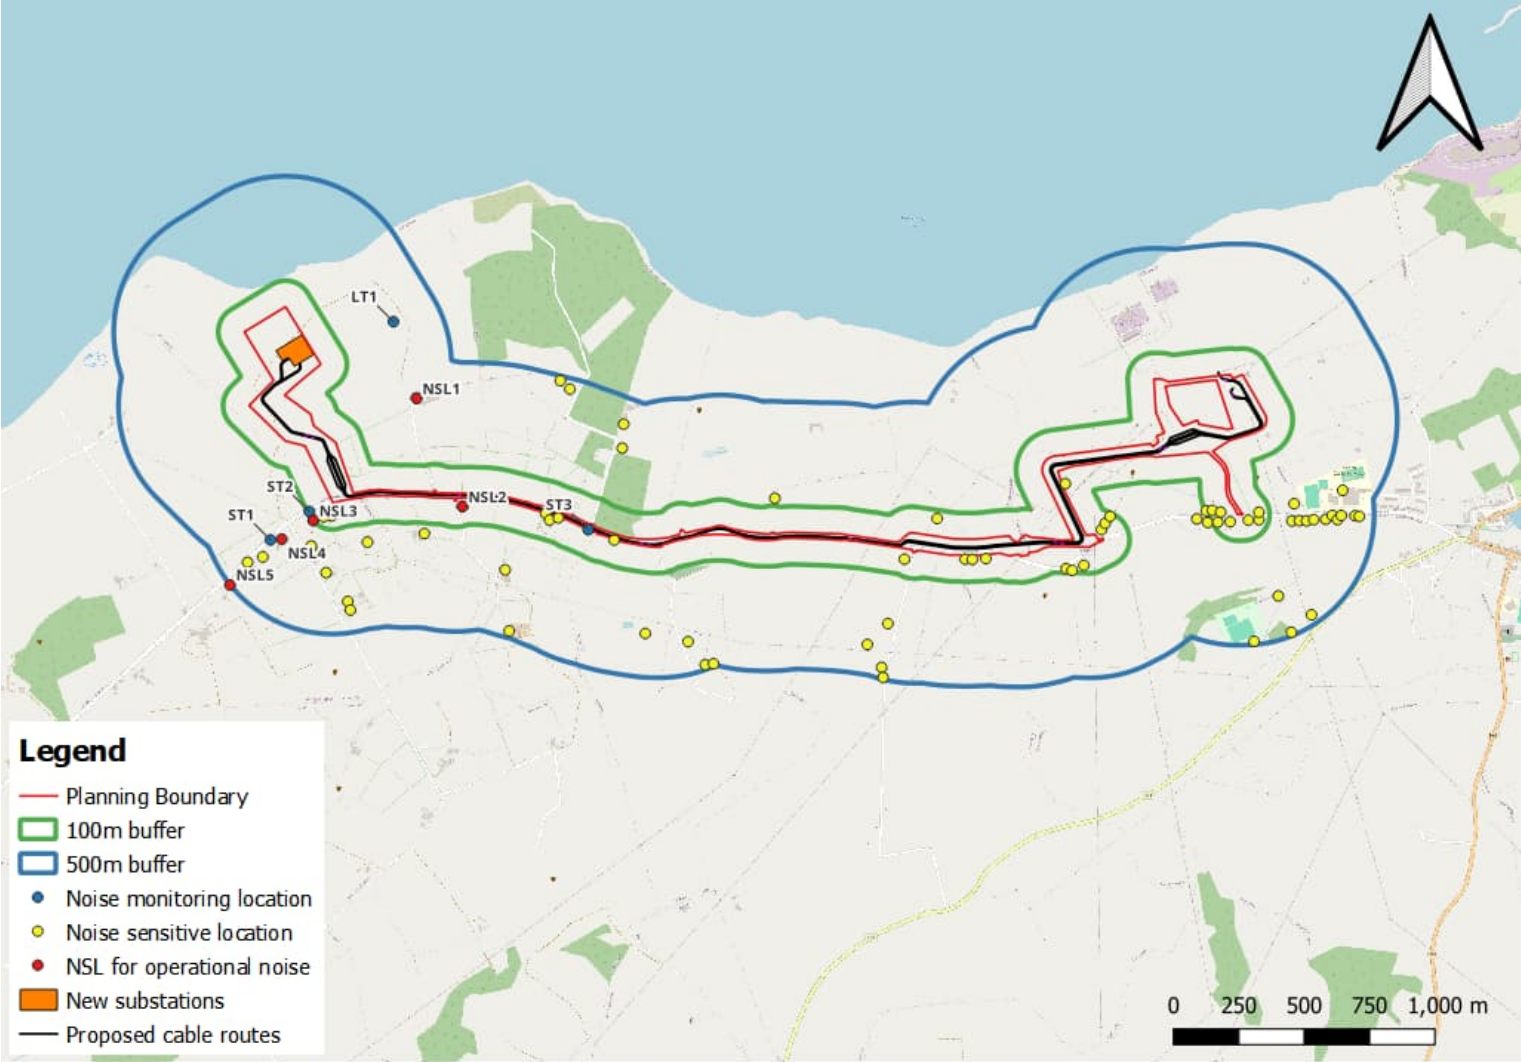 LT1
NSL1
ST2
NSL2
ST3
NSL3
ST1
NSL4
NSL5
Legend
Planning Boundary
100m buffer
500m buffer
Noise monitoring location
Noise sensitive location
NSL for operational noise
New substations
Proposed cable routes
0 250 500 750 1,000 m